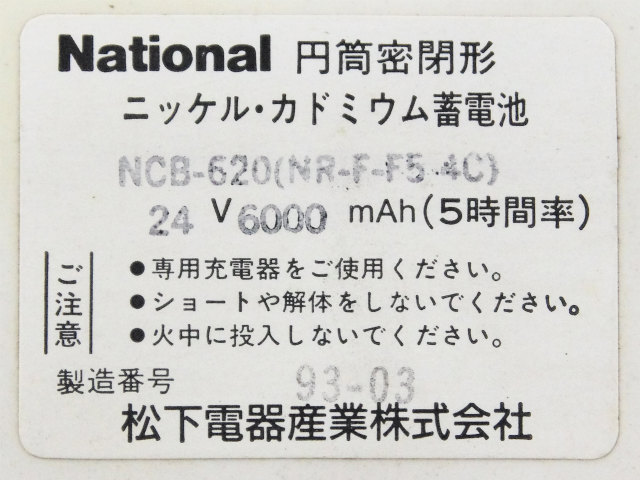 National 円筒密閉形
ニッケル・カドミウム蓄電池
NCB-620(NR-F-F5 4C)
24 V 6000 mAh(5時間率)
ご注意
●専用充電器をご使用ください。
●ショートや解体をしないでください。
●火中に投入しないでください。
製造番号 93-03
松下電器産業株式会社